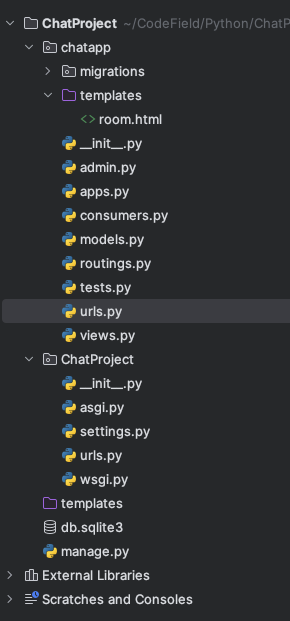 ChatProject ~/CodeField/Python/ChatP
chatapp
migrations
templates
<> room.html
__init__.py
admin.py
apps.py
consumers.py
models.py
routings.py
tests.py
urls.py
views.py
ChatProject
__init__.py
asgi.py
settings.py
urls.py
wsgi.py
templates
db.sqlite3
manage.py
External Libraries
Scratches and Consoles